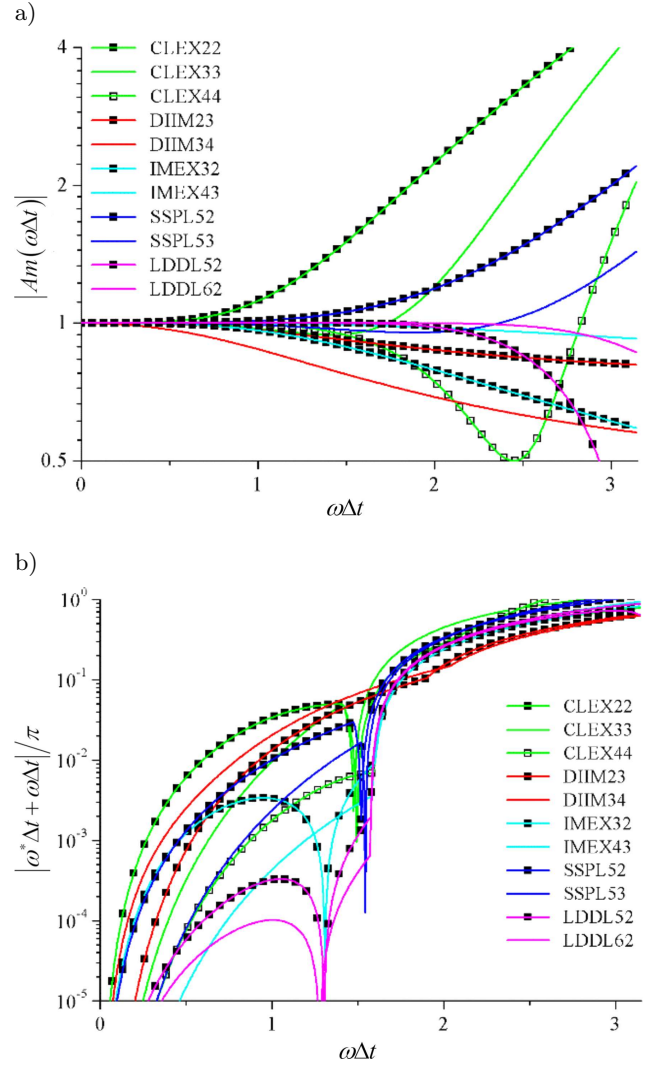 a)
4
2
1
0.5
|Am(ωΔt)|
CLEX22
CLEX33
CLEX44
DIIM23
DIIM34
IMEX32
IMEX43
SSPL52
SSPL53
LDDL52
LDDL62
0 1 2 3
ωΔt
b)
10⁰
10⁻¹
10⁻²
10⁻³
10⁻⁴
10⁻⁵
|ω*Δt + ωΔt|/π
CLEX22
CLEX33
CLEX44
DIIM23
DIIM34
IMEX32
IMEX43
SSPL52
SSPL53
LDDL52
LDDL62
0 1 2 3
ωΔt